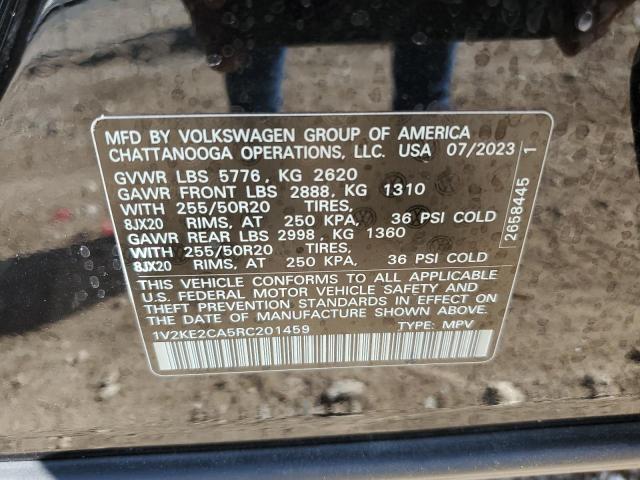 MFD BY VOLKSWAGEN GROUP OF AMERICA
CHATTANOOGA OPERATIONS, LLC. USA 07/2023
GVWR LBS 5776, KG 2620
GAWR FRONT LBS 2888, KG 1310
WITH 255/50R20 TIRES,
8JX20 RIMS, AT 250 KPA, 36 PSI COLD
GAWR REAR LBS 2998, KG 1360
WITH 255/50R20 TIRES,
8JX20 RIMS, AT 250 KPA, 36 PSI COLD
THIS VEHICLE CONFORMS TO ALL APPLICABLE
U.S. FEDERAL MOTOR VEHICLE SAFETY AND
THEFT PREVENTION STANDARDS IN EFFECT ON
THE DATE OF MANUFACTURE SHOWN ABOVE.
1V2KE2CA5RC201459 TYPE: MPV
2658445 1